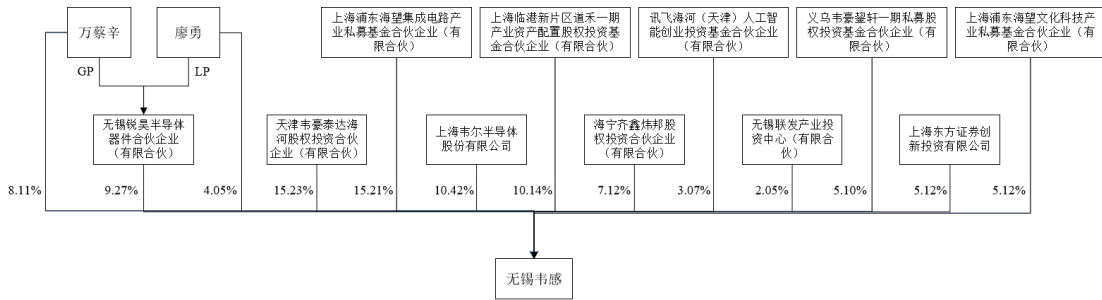 万蔡辛
廖勇
上海浦东海望集成电路产
业私募基金合伙企业（有
限合伙）
上海临港新片区道禾一期
产业资产配置股权投资基
金合伙企业（有限合伙）
讯飞海河（天津）人工智
能创业投资基金合伙企业
（有限合伙）
义乌韦豪鋆轩一期私募股
权投资基金合伙企业（有
限合伙）
上海浦东海望文化科技产
业私募基金合伙企业（有
限合伙）
GP
LP
无锡锐昊半导体
器件合伙企业
（有限合伙）
天津韦豪泰达海
河股权投资合伙
企业（有限合伙）
上海韦尔半导体
股份有限公司
海宁齐鑫炜邦股
权投资合伙企业
（有限合伙）
无锡联发产业投
资中心（有限合
伙）
上海东方证券创
新投资有限公司
8.11%
9.27%
4.05%
15.23%
15.21%
10.42%
10.14%
7.12%
3.07%
2.05%
5.10%
5.12%
5.12%
无锡韦感